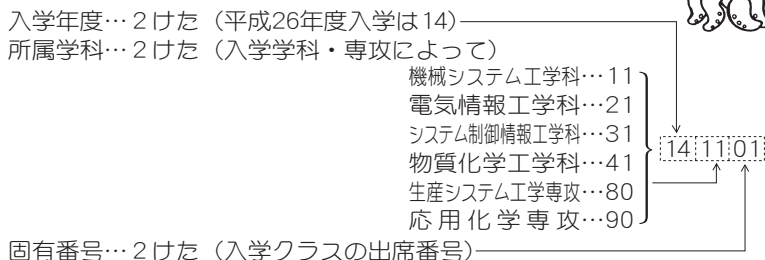 入学年度…2けた（平成26年度入学は14）
所属学科…2けた（入学学科・専攻によって）
機械システム工学科…11
電気情報工学科…21
システム制御情報工学科…31
物質化学工学科…41
生産システム工学専攻…80
応用化学専攻…90
14 11 01
固有番号…2けた（入学クラスの出席番号）